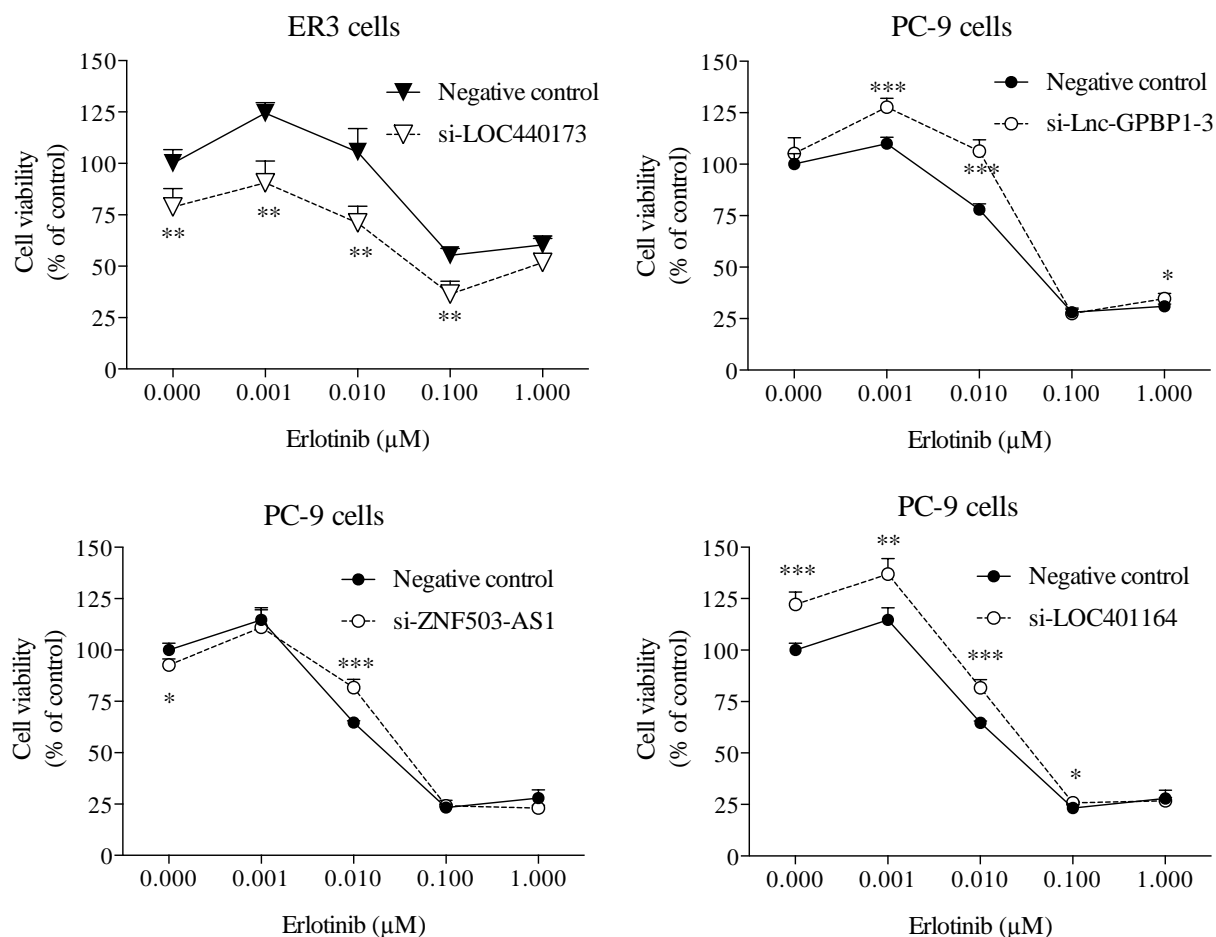 ER3 cells
150
125
100
75
50
25
0
Cell viability
(% of control)
Negative control
si-LOC440173
**
**
**
**
0.000 0.001 0.010 0.100 1.000
Erlotinib (µM)
PC-9 cells
150
125
100
75
50
25
0
Cell viability
(% of control)
Negative control
si-Lnc-GPBP1-3
***
***
*
0.000 0.001 0.010 0.100 1.000
Erlotinib (µM)
PC-9 cells
150
125
100
75
50
25
0
Cell viability
(% of control)
Negative control
si-ZNF503-AS1
***
*
0.000 0.001 0.010 0.100 1.000
Erlotinib (µM)
PC-9 cells
150
125
100
75
50
25
0
Cell viability
(% of control)
Negative control
si-LOC401164
***
**
***
*
0.000 0.001 0.010 0.100 1.000
Erlotinib (µM)